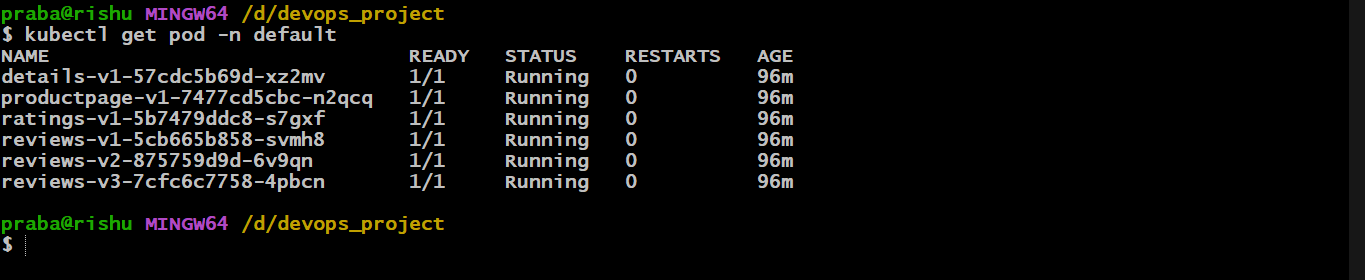 praba@rishu MINGW64 /d/devops_project
$ kubectl get pod -n default
NAME READY STATUS RESTARTS AGE
details-v1-57cdc5b69d-xz2mv 1/1 Running 0 96m
productpage-v1-7477cd5cbc-n2qcq 1/1 Running 0 96m
ratings-v1-5b7479ddc8-s7gxf 1/1 Running 0 96m
reviews-v1-5cb665b858-svmh8 1/1 Running 0 96m
reviews-v2-875759d9d-6v9qn 1/1 Running 0 96m
reviews-v3-7cfc6c7758-4pbcn 1/1 Running 0 96m
praba@rishu MINGW64 /d/devops_project
$